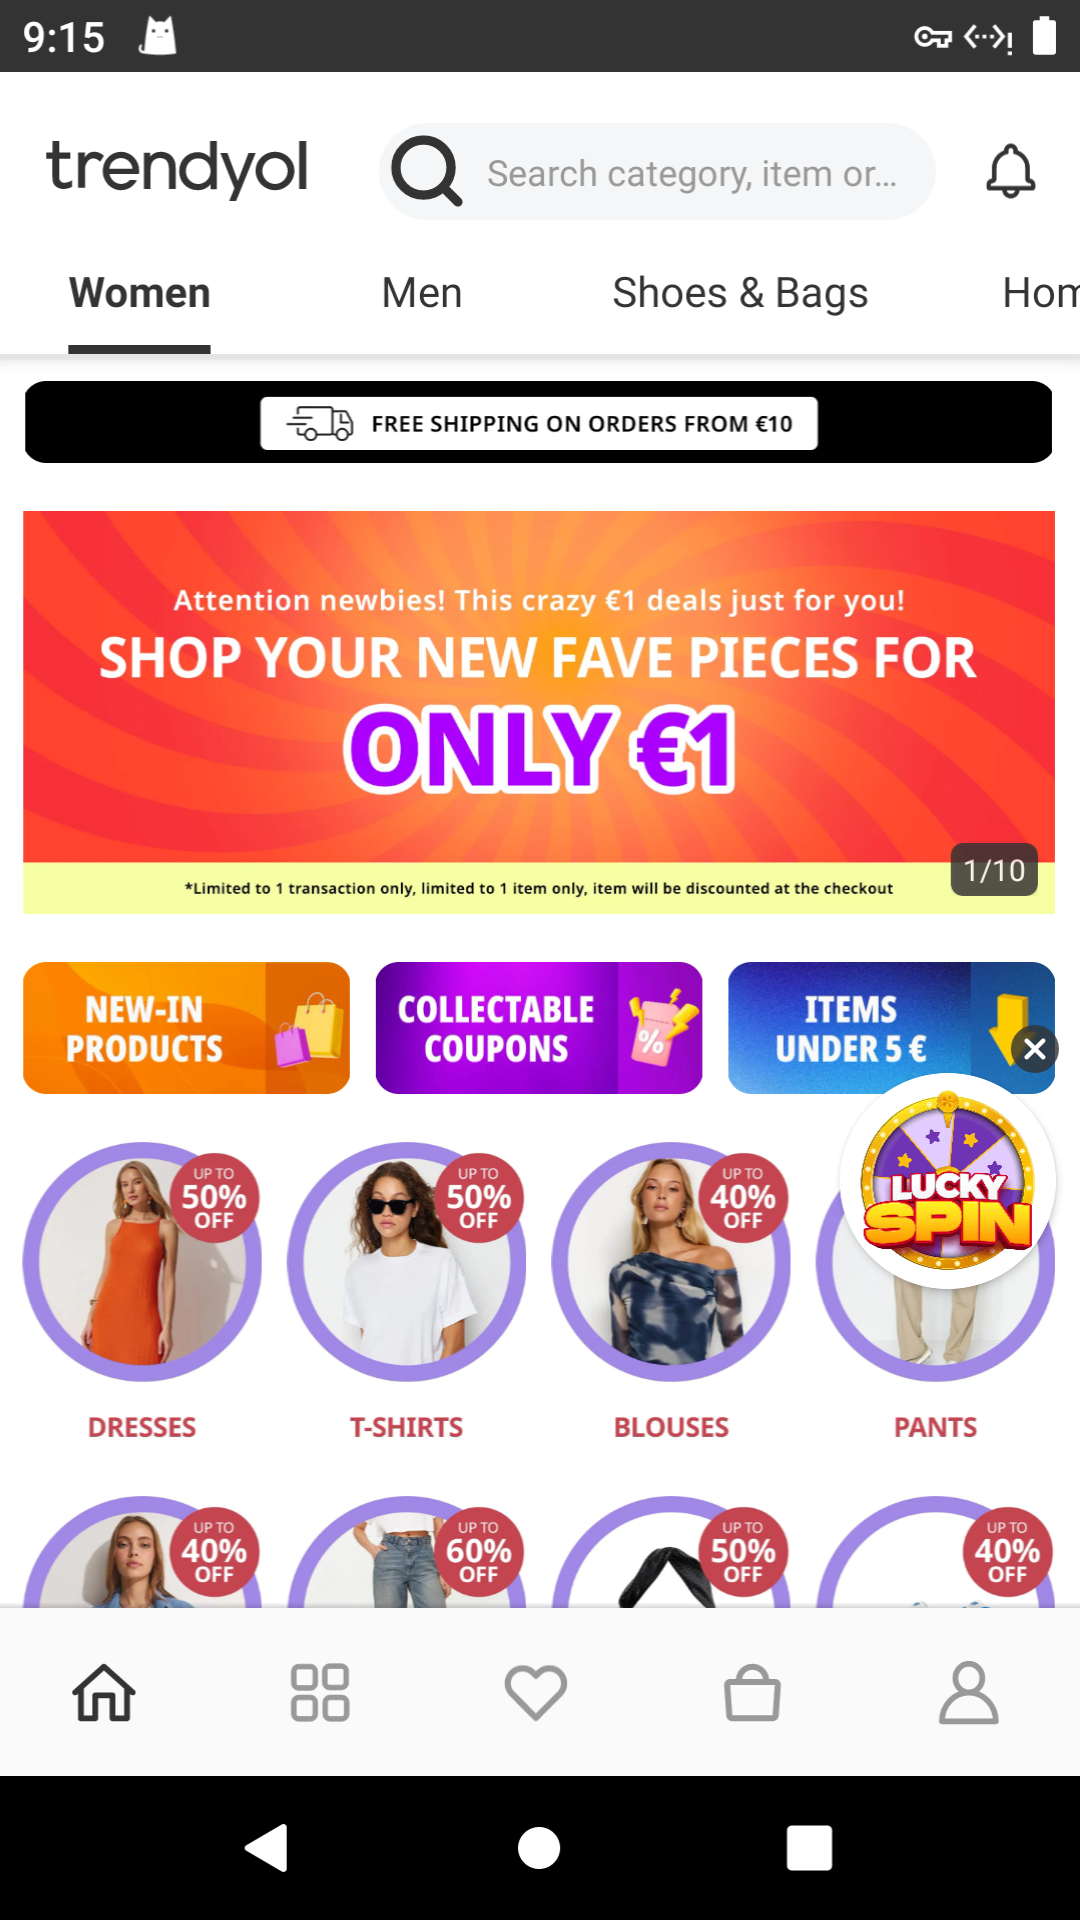 9:15
trendyol
Search category, item or...
Women
Men
Shoes & Bags
Hom
FREE SHIPPING ON ORDERS FROM €10
Attention newbies! This crazy €1 deals just for you!
SHOP YOUR NEW FAVE PIECES FOR
ONLY €1
*Limited to 1 transaction only, limited to 1 item only, item will be discounted at the checkout
1/10
NEW-IN
PRODUCTS
COLLECTABLE
COUPONS
%
ITEMS
UNDER 5 €
LUCKY
SPIN
UP TO
50%
OFF
UP TO
50%
OFF
UP TO
40%
OFF
DRESSES
T-SHIRTS
BLOUSES
PANTS
UP TO
40%
OFF
UP TO
60%
OFF
UP TO
50%
OFF
UP TO
40%
OFF